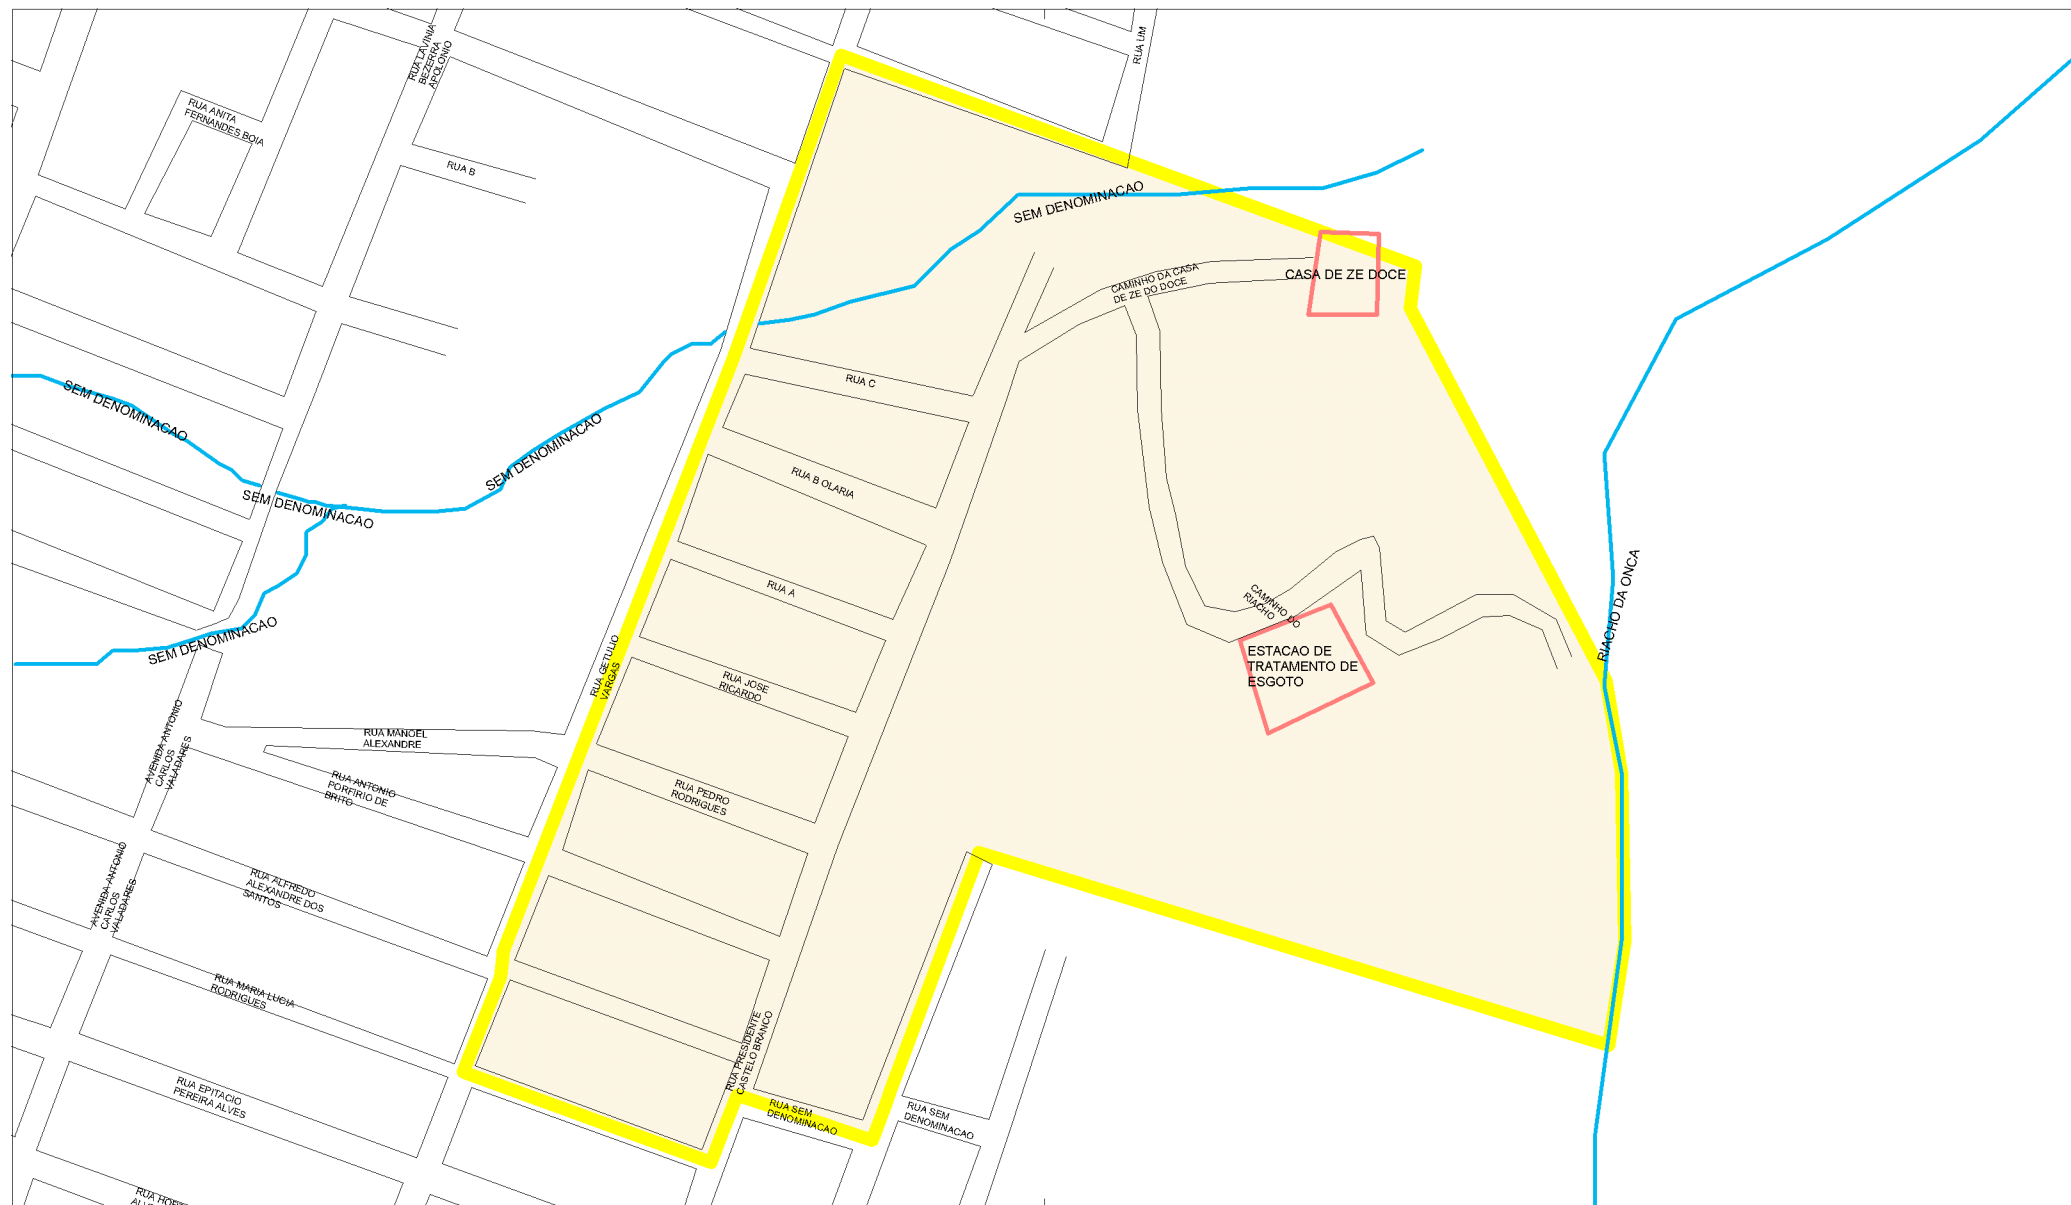 RUA LAVINIA
BEZERRA
APOLONIO
RUA UM
RUA ANITA
FERNANDES BOIA
RUA B
SEM DENOMINACAO
CAMINHO DA CASA
DE ZE DO DOCE
CASA DE ZE DOCE
RUA C
SEM DENOMINACAO
SEM DENOMINACAO
SEM DENOMINACAO
RUA B OLARIA
RUA A
CAMINHO DO
RIACHO
RIACHO DA ONCA
SEM DENOMINACAO
ESTACAO DE
TRATAMENTO DE
ESGOTO
RUA GETULIO
VARGAS
RUA JOSE
RICARDO
AVENIDA ANTONIO
CARLOS
VALADARES
RUA MANOEL
ALEXANDRE
RUA ANTONIO
PORFIRIO DE
BRITO
RUA PEDRO
RODRIGUES
AVENIDA ANTONIO
CARLOS
VALADARES
RUA ALFREDO
ALEXANDRE DOS
SANTOS
RUA MARIA LUCIA
RODRIGUES
RUA PRESIDENTE
CASTELO BRANCO
RUA EPITACIO
PEREIRA ALVES
RUA SEM
DENOMINACAO
RUA SEM
DENOMINACAO